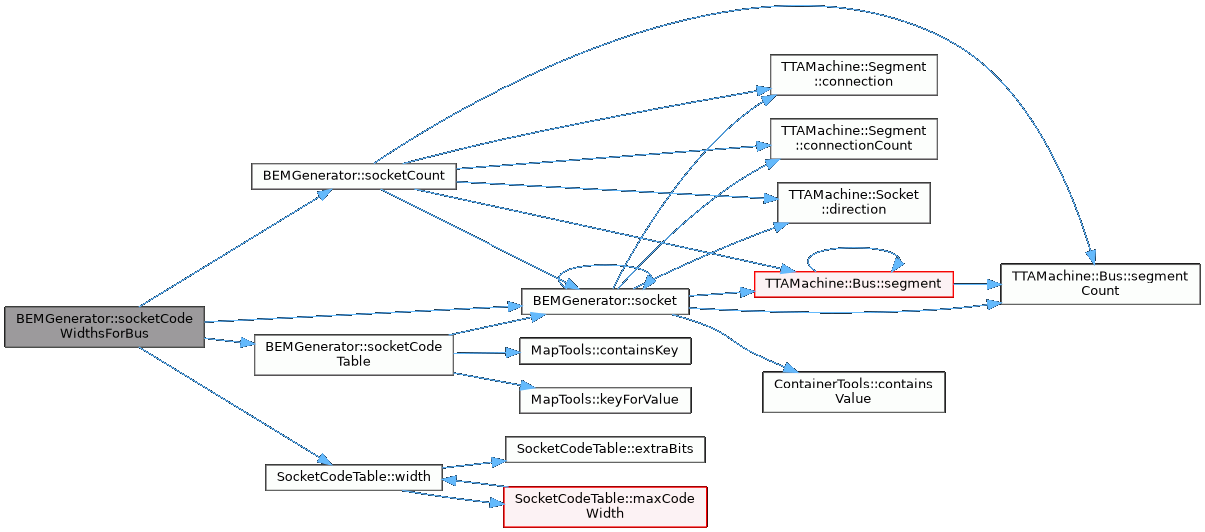 TTAMachine::Segment
::connection
TTAMachine::Segment
::connectionCount
BEMGenerator::socketCount
TTAMachine::Socket
::direction
TTAMachine::Bus::segment
TTAMachine::Bus::segment
Count
BEMGenerator::socket
BEMGenerator::socketCode
WidthsForBus
BEMGenerator::socketCode
Table
MapTools::containsKey
ContainerTools::contains
Value
MapTools::keyForValue
SocketCodeTable::extraBits
SocketCodeTable::width
SocketCodeTable::maxCode
Width